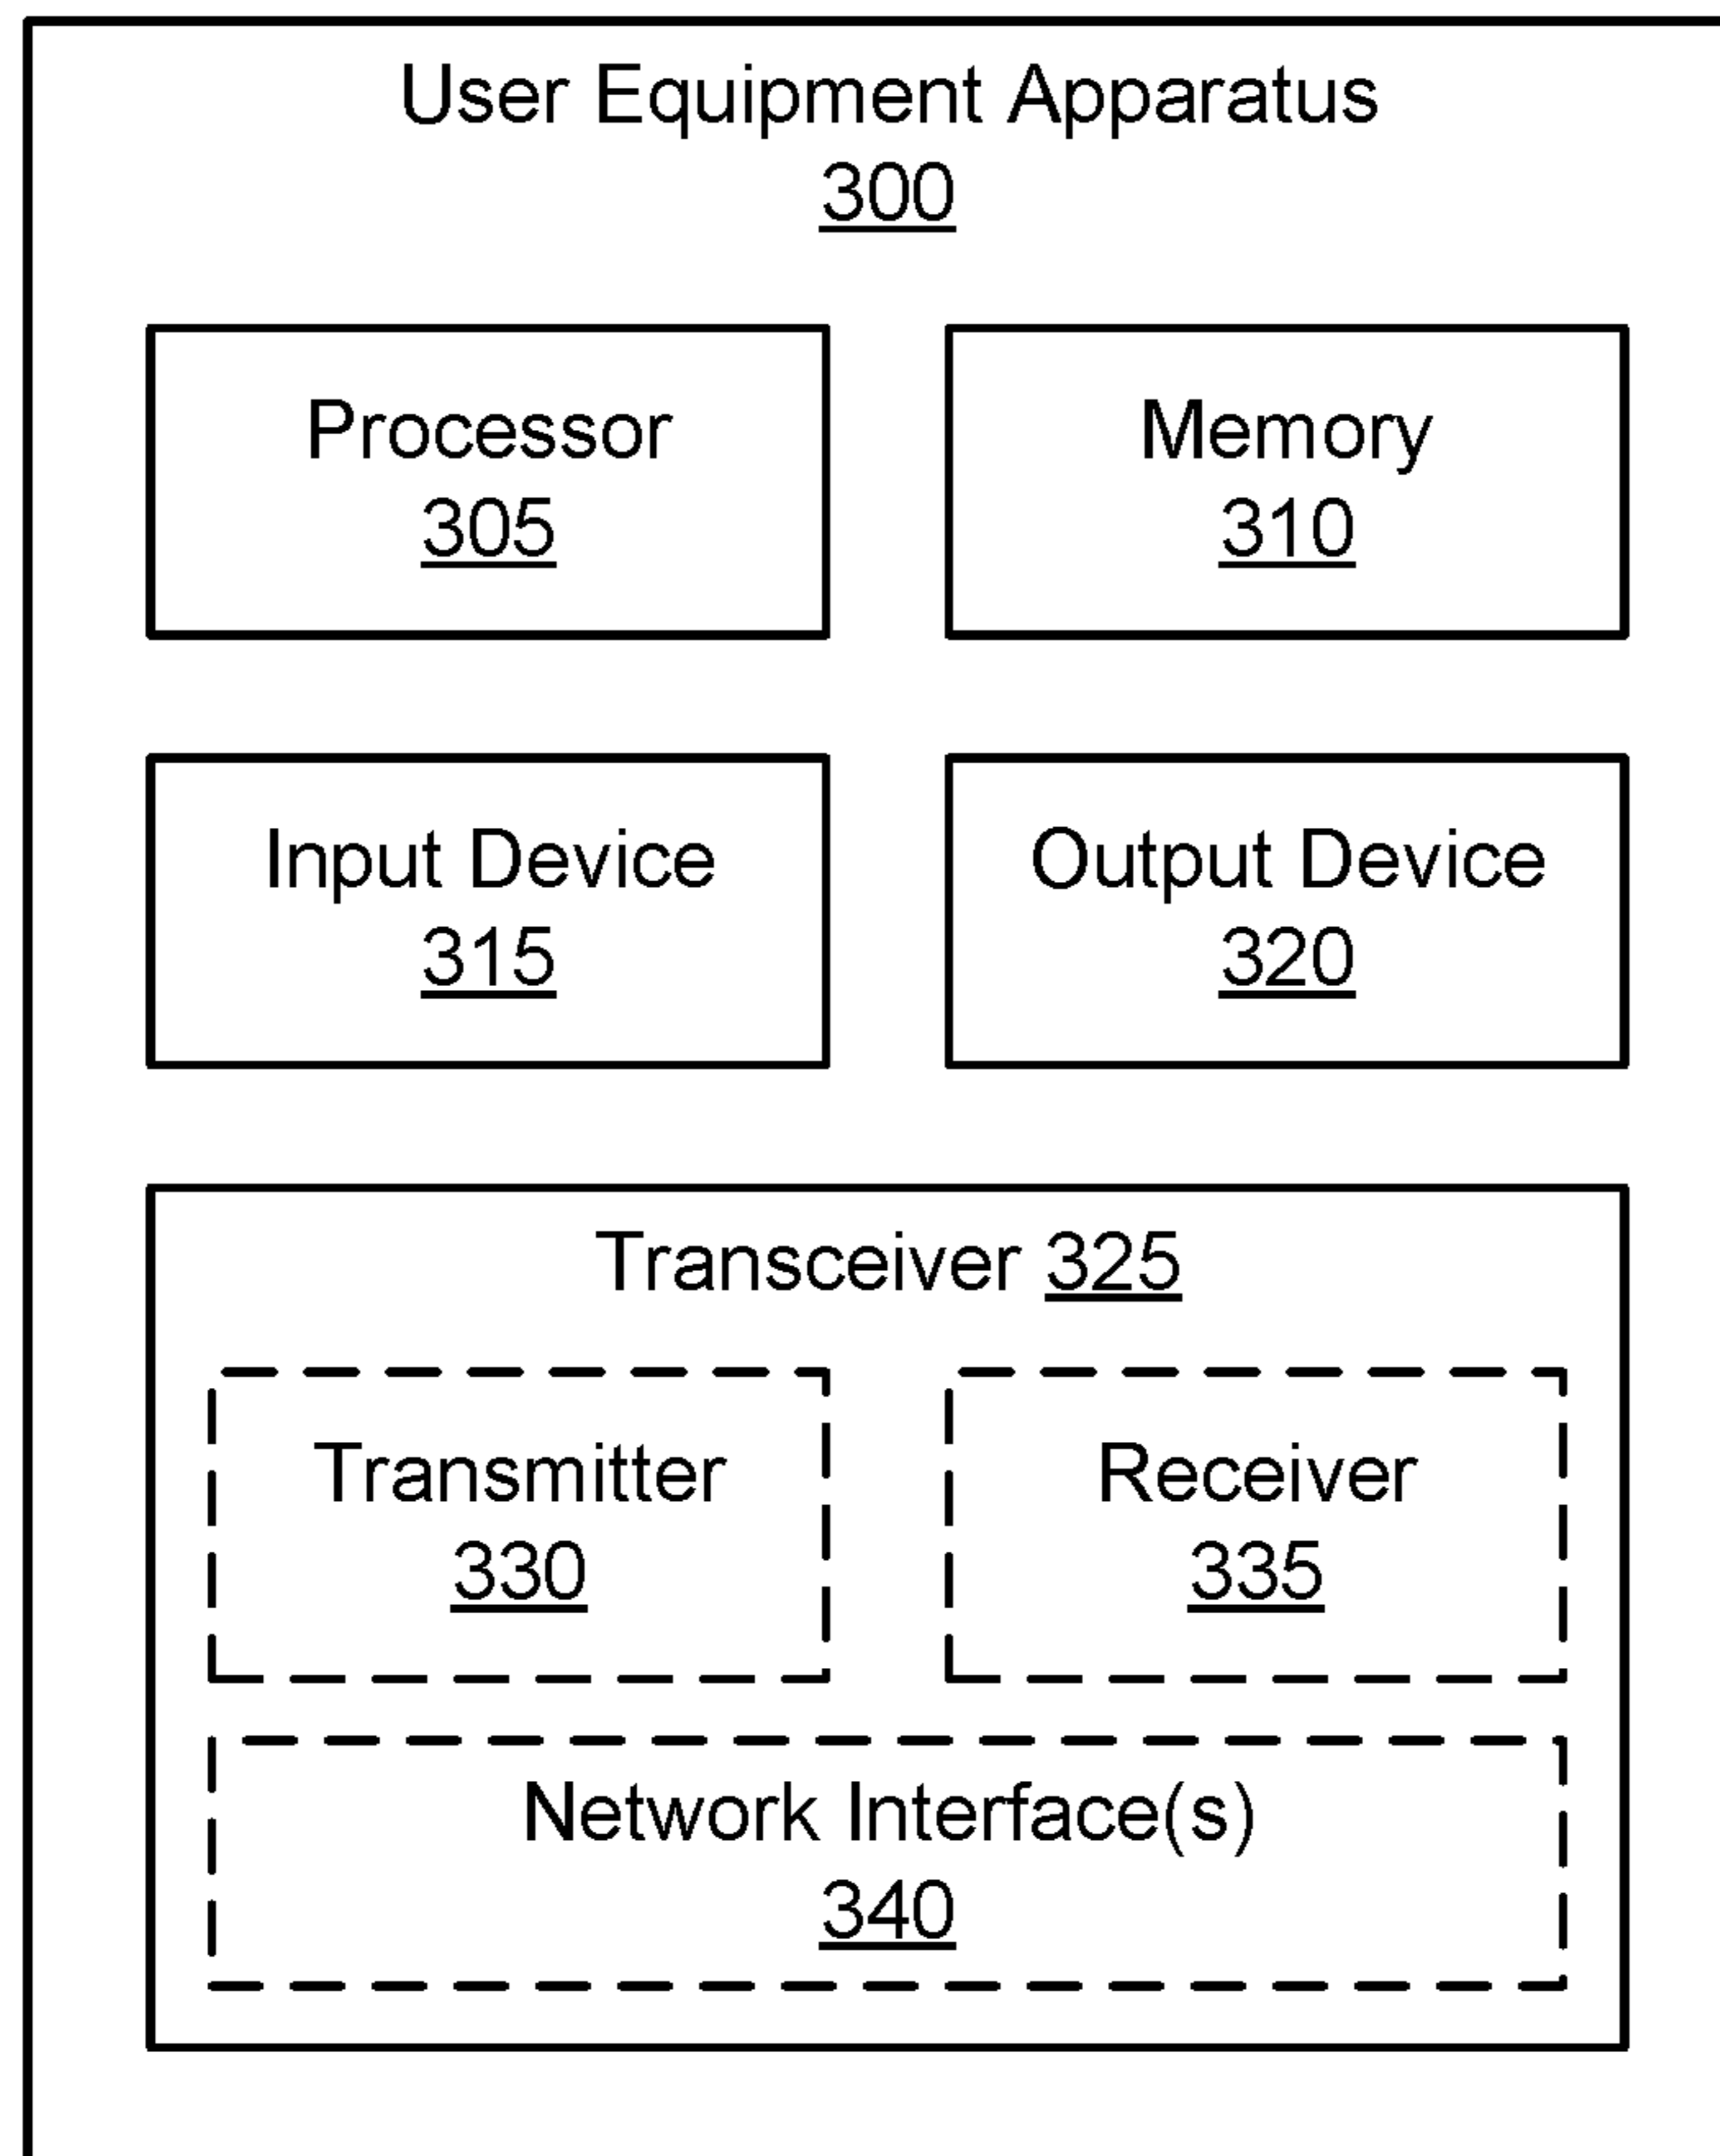 User Equipment Apparatus
300
Processor
305
Memory
310
Input Device
315
Output Device
320
Transceiver 325
Transmitter
330
Receiver
335
Network Interface(s)
340